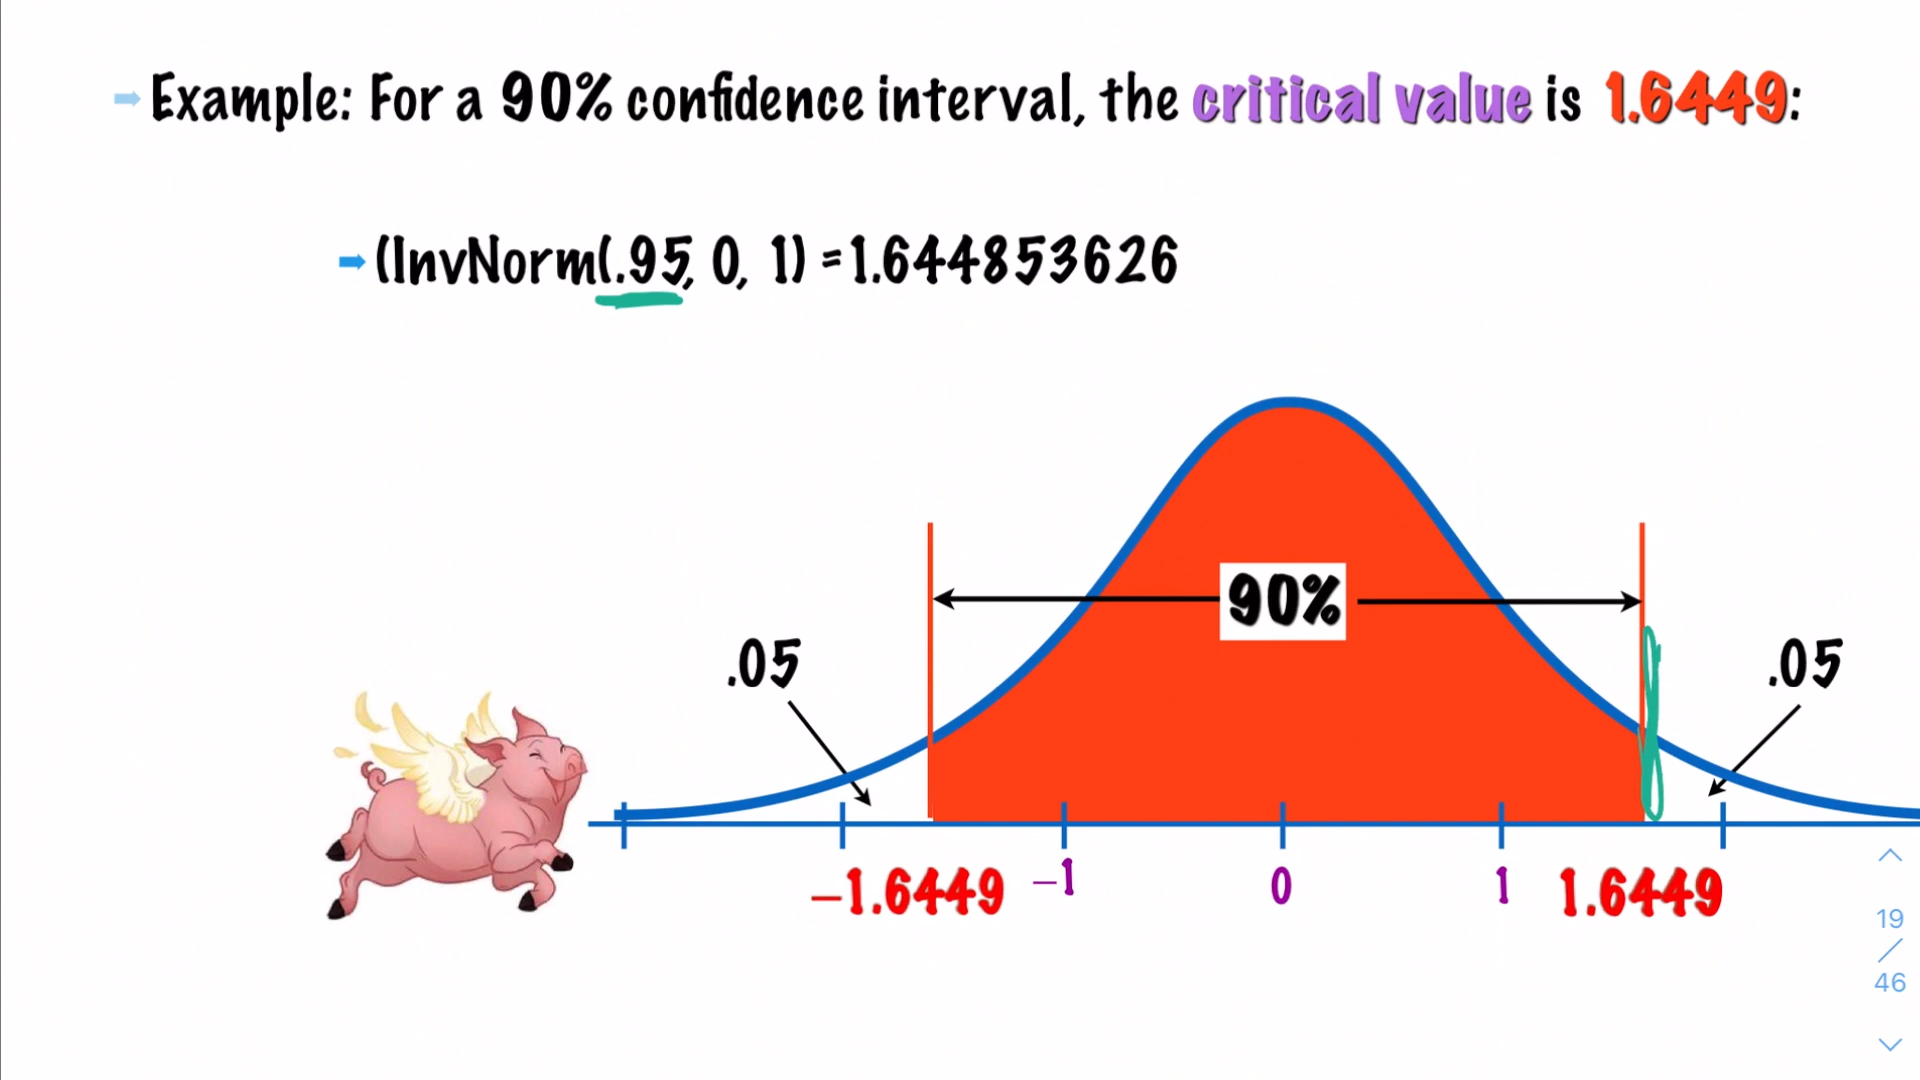 Example: For a 90% confidence interval, the critical value is 1.6449:
(InvNorm(.95, 0, 1) =1.644853626
90%
.05
.05
–1.6449 –1 0 1 1.6449
19
/
46